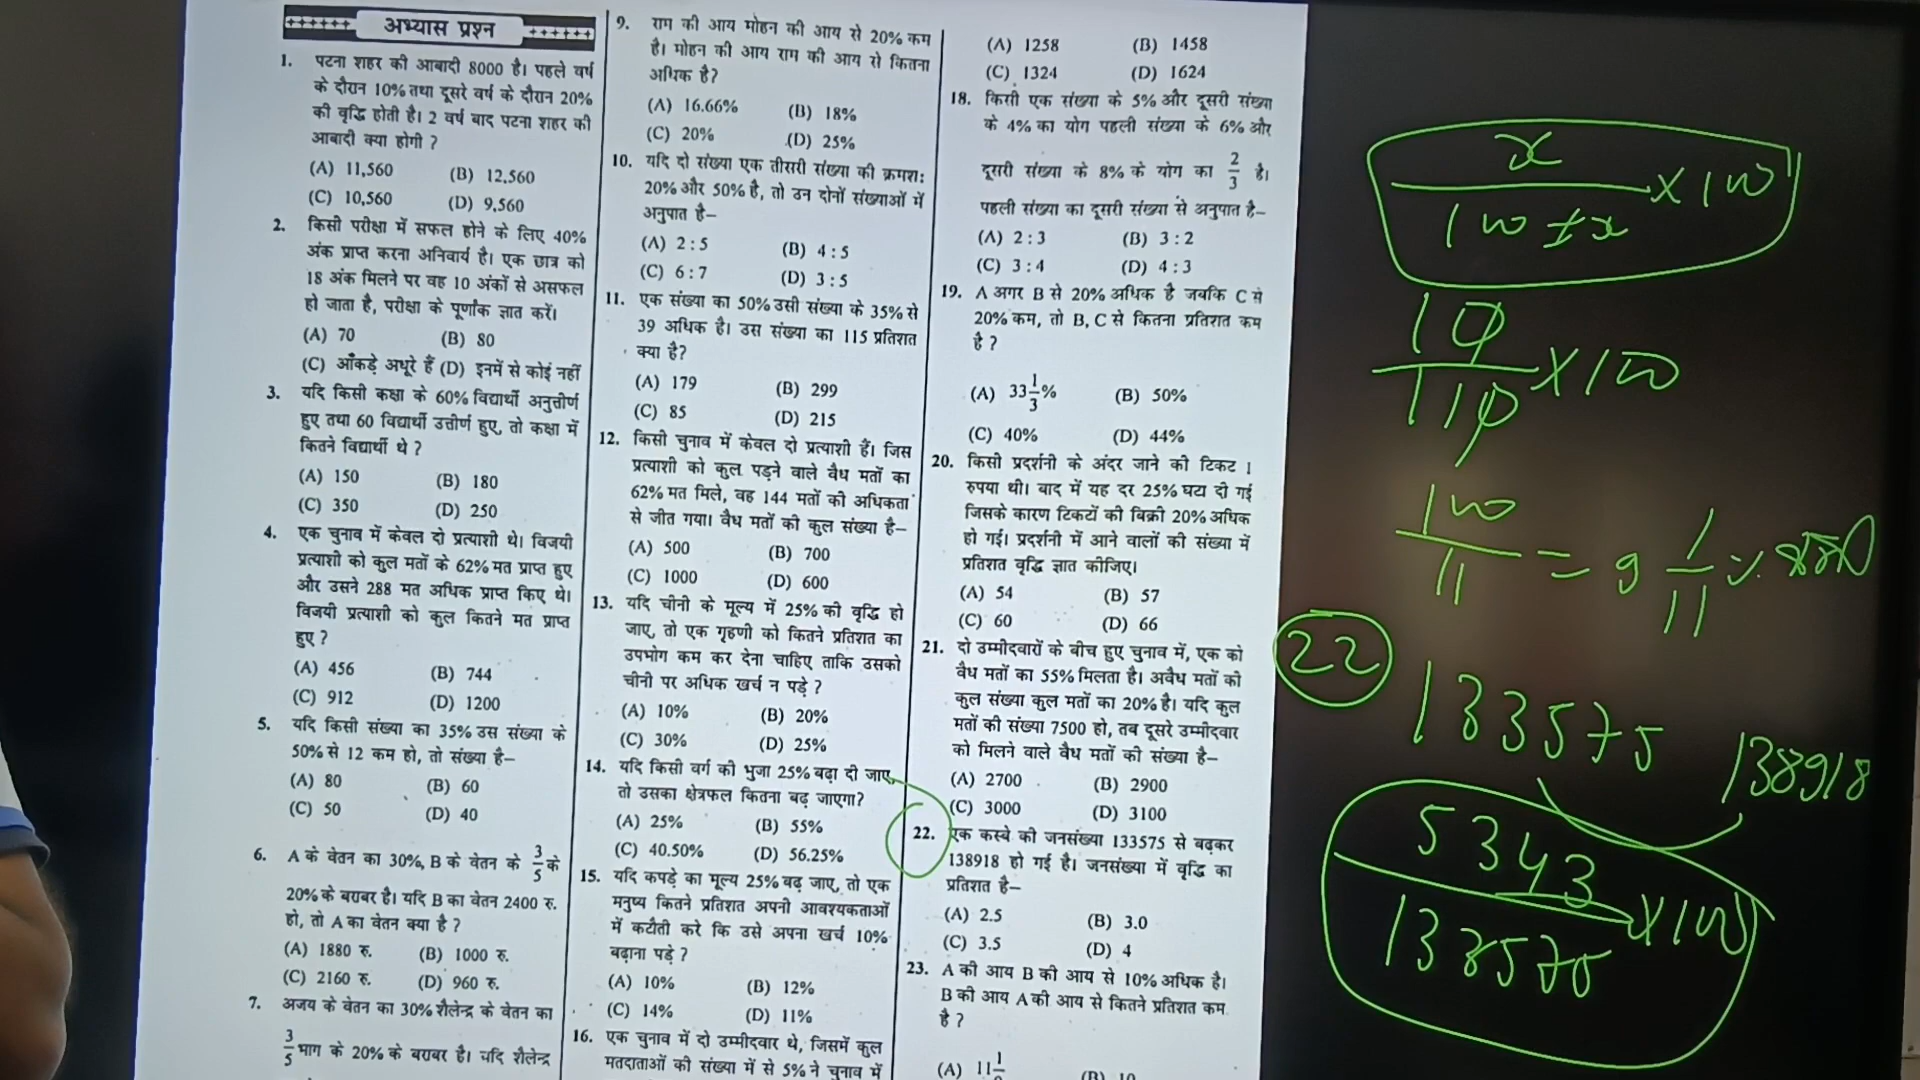 अभ्यास प्रश्न
1. पटना शहर की आबादी 8000 है। पहले वर्ष
के दौरान 10% तथा दूसरे वर्ष के दौरान 20%
की वृद्धि होती है। 2 वर्ष बाद पटना शहर की
आबादी क्या होगी ?
(A) 11,560 (B) 12,560
(C) 10,560 (D) 9,560
2. किसी परीक्षा में सफल होने के लिए 40%
अंक प्राप्त करना अनिवार्य है। एक छात्र को
18 अंक मिलने पर वह 10 अंकों से असफल
हो जाता है, परीक्षा के पूर्णांक ज्ञात करें।
(A) 70 (B) 80
(C) आँकड़े अधूरे हैं (D) इनमें से कोई नहीं
3. यदि किसी कक्षा के 60% विद्यार्थी अनुत्तीर्ण
हुए तथा 60 विद्यार्थी उत्तीर्ण हुए, तो कक्षा में
कितने विद्यार्थी थे ?
(A) 150 (B) 180
(C) 350 (D) 250
4. एक चुनाव में केवल दो प्रत्याशी थे। विजयी
प्रत्याशी को कुल मतों के 62% मत प्राप्त हुए
और उसने 288 मत अधिक प्राप्त किए थे।
विजयी प्रत्याशी को कुल कितने मत प्राप्त
हुए ?
(A) 456 (B) 744
(C) 912 (D) 1200
5. यदि किसी संख्या का 35% उस संख्या के
50% से 12 कम हो, तो संख्या है–
(A) 80 (B) 60
(C) 50 (D) 40
6. A के वेतन का 30%, B के वेतन के 3/5 के
20% के बराबर है। यदि B का वेतन 2400 रु.
हो, तो A का वेतन क्या है ?
(A) 1880 रु. (B) 1000 रु.
(C) 2160 रु. (D) 960 रु.
7. अजय के वेतन का 30% शैलेन्द्र के वेतन का
3/5 भाग के 20% के बराबर है। यदि शैलेन्द्र
9. राम की आय मोहन की आय से 20% कम
है। मोहन की आय राम की आय से कितना
अधिक है?
(A) 16.66% (B) 18%
(C) 20% (D) 25%
10. यदि दो संख्या एक तीसरी संख्या की क्रमशः
20% और 50% है, तो उन दोनों संख्याओं में
अनुपात है–
(A) 2 : 5 (B) 4 : 5
(C) 6 : 7 (D) 3 : 5
11. एक संख्या का 50% उसी संख्या के 35% से
39 अधिक है। उस संख्या का 115 प्रतिशत
क्या है?
(A) 179 (B) 299
(C) 85 (D) 215
12. किसी चुनाव में केवल दो प्रत्याशी हैं। जिस
प्रत्याशी को कुल पड़ने वाले वैध मतों का
62% मत मिले, वह 144 मतों की अधिकता
से जीत गया। वैध मतों की कुल संख्या है–
(A) 500 (B) 700
(C) 1000 (D) 600
13. यदि चीनी के मूल्य में 25% की वृद्धि हो
जाए, तो एक गृहणी को कितने प्रतिशत का
उपभोग कम कर देना चाहिए ताकि उसको
चीनी पर अधिक खर्च न पड़े ?
(A) 10% (B) 20%
(C) 30% (D) 25%
14. यदि किसी वर्ग की भुजा 25% बढ़ा दी जाए,
तो उसका क्षेत्रफल कितना बढ़ जाएगा?
(A) 25% (B) 55%
(C) 40.50% (D) 56.25%
15. यदि कपड़े का मूल्य 25% बढ़ जाए, तो एक
मनुष्य कितने प्रतिशत अपनी आवश्यकताओं
में कटौती करे कि उसे अपना खर्च 10%
बढ़ाना पड़े ?
(A) 10% (B) 12%
(C) 14% (D) 11%
16. एक चुनाव में दो उम्मीदवार थे, जिसमें कुल
मतदाताओं की संख्या में से 5% ने चुनाव में
(A) 1258 (B) 1458
(C) 1324 (D) 1624
18. किसी एक संख्या के 5% और दूसरी संख्या
के 4% का योग पहली संख्या के 6% और
दूसरी संख्या के 8% के योग का 2/3 है।
पहली संख्या का दूसरी संख्या से अनुपात है–
(A) 2 : 3 (B) 3 : 2
(C) 3 : 4 (D) 4 : 3
19. A अगर B से 20% अधिक है जबकि C से
20% कम, तो B, C से कितना प्रतिशत कम
है ?
(A) 33 1/3% (B) 50%
(C) 40% (D) 44%
20. किसी प्रदर्शनी के अंदर जाने की टिकट 1
रुपया थी। बाद में यह दर 25% घटा दी गई
जिसके कारण टिकटों की बिक्री 20% अधिक
हो गई। प्रदर्शनी में आने वालों की संख्या में
प्रतिशत वृद्धि ज्ञात कीजिए।
(A) 54 (B) 57
(C) 60 (D) 66
21. दो उम्मीदवारों के बीच हुए चुनाव में, एक को
वैध मतों का 55% मिलता है। अवैध मतों की
कुल संख्या कुल मतों का 20% है। यदि कुल
मतों की संख्या 7500 हो, तब दूसरे उम्मीदवार
को मिलने वाले वैध मतों की संख्या है–
(A) 2700 (B) 2900
(C) 3000 (D) 3100
22. एक कस्बे की जनसंख्या 133575 से बढ़कर
138918 हो गई है। जनसंख्या में वृद्धि का
प्रतिशत है–
(A) 2.5 (B) 3.0
(C) 3.5 (D) 4
23. A की आय B की आय से 10% अधिक है।
B की आय A की आय से कितने प्रतिशत कम
है ?
(A) 11 (B) 10
x/100 ± x × 100
10/110 × 100
100/11 = 9 1/11 %
22
133575 138918
5343/133575 × 100